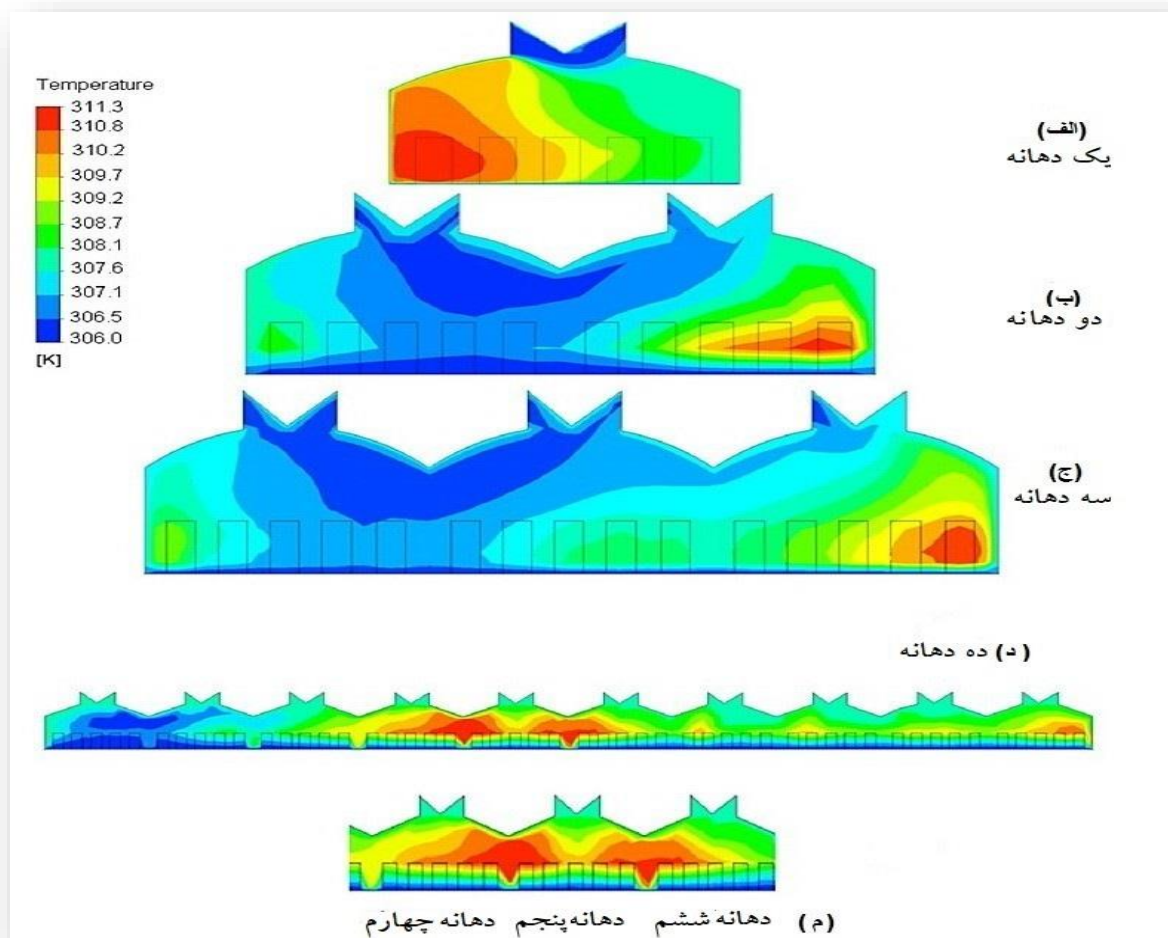 Temperature
311.3
310.8
310.2
309.7
309.2
308.7
308.1
307.6
307.1
306.5
306.0
[K]
(الف)
یک دهانه
(ب)
دو دهانه
(ج)
سه دهانه
(د) ده دهانه
(م) دهانه ششم دهانه پنجم دهانه چهارم